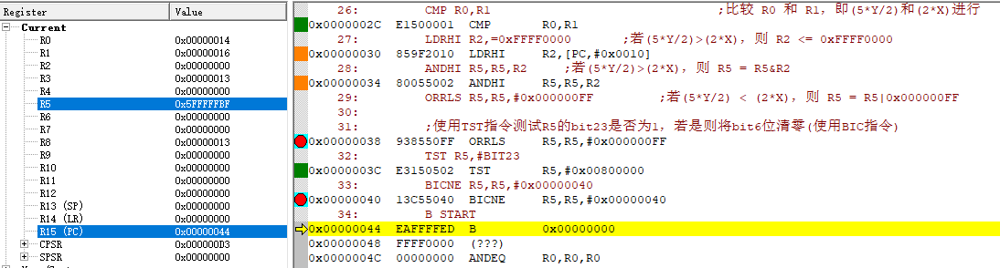 Register Value
Current
R0 0x00000014
R1 0x00000016
R2 0x00000000
R3 0x00000013
R4 0x00000000
R5 0x5FFFFFBF
R6 0x00000000
R7 0x00000000
R8 0x00000013
R9 0x00000000
R10 0x00000000
R11 0x00000000
R12 0x00000000
R13 (SP) 0x00000000
R14 (LR) 0x00000000
R15 (PC) 0x00000044
CPSR 0x000000D3
SPSR 0x00000000
26: CMP R0,R1 ;比较 R0 和 R1，即(5*Y/2)和(2*X)进行
0x0000002C E1500001 CMP R0,R1
27: LDRHI R2,=0xFFFF0000 ;若(5*Y/2)>(2*X)，则 R2 <= 0xFFFF0000
0x00000030 859F2010 LDRHI R2,[PC,#0x0010]
28: ANDHI R5,R5,R2 ;若(5*Y/2)>(2*X)，则 R5 = R5&R2
0x00000034 80055002 ANDHI R5,R5,R2
29: ORRLS R5,R5,#0x000000FF ;若(5*Y/2) < (2*X)，则 R5 = R5|0x000000FF
30:
31: ;使用TST指令测试R5的bit23是否为1，若是则将bit6位清零(使用BIC指令)
0x00000038 938550FF ORRLS R5,R5,#0x000000FF
32: TST R5,#BIT23
0x0000003C E3150502 TST R5,#0x00800000
33: BICNE R5,R5,#0x00000040
0x00000040 13C55040 BICNE R5,R5,#0x00000040
34: B START
0x00000044 EAFFFFED B 0x00000000
0x00000048 FFFF0000 (???)
0x0000004C 00000000 ANDEQ R0,R0,R0